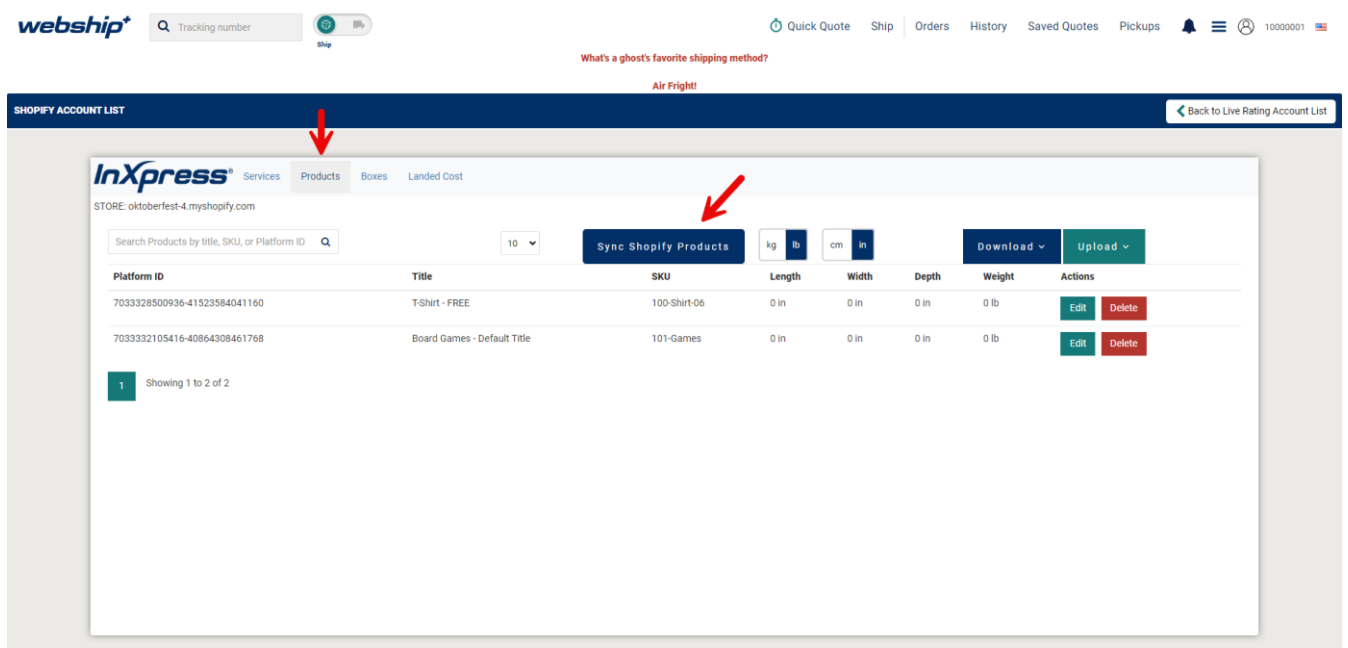 webship+ Tracking number Ship Quick Quote Ship Orders History Saved Quotes Pickups 10000001
What's a ghost's favorite shipping method?
Air Fright!
SHOPIFY ACCOUNT LIST Back to Live Rating Account List
InXpress® Services Products Boxes Landed Cost
STORE: oktoberfest-4.myshopify.com
Search Products by title, SKU, or Platform ID 10 Sync Shopify Products kg lb cm in Download Upload
Platform ID Title SKU Length Width Depth Weight Actions
7033328500936-41523584041160 T-Shirt - FREE 100-Shirt-06 0 in 0 in 0 in 0 lb Edit Delete
7033332105416-40864308461768 Board Games - Default Title 101-Games 0 in 0 in 0 in 0 lb Edit Delete
1 Showing 1 to 2 of 2